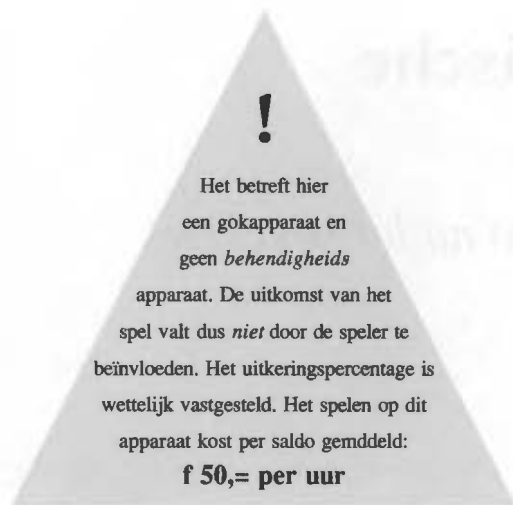 !
Het betreft hier
een gokapparaat en
geen behendigheids
apparaat. De uitkomst van het
spel valt dus niet door de speler te
beïnvloeden. Het uitkeringspercentage is
wettelijk vastgesteld. Het spelen op dit
apparaat kost per saldo gemddeld:
f 50,= per uur